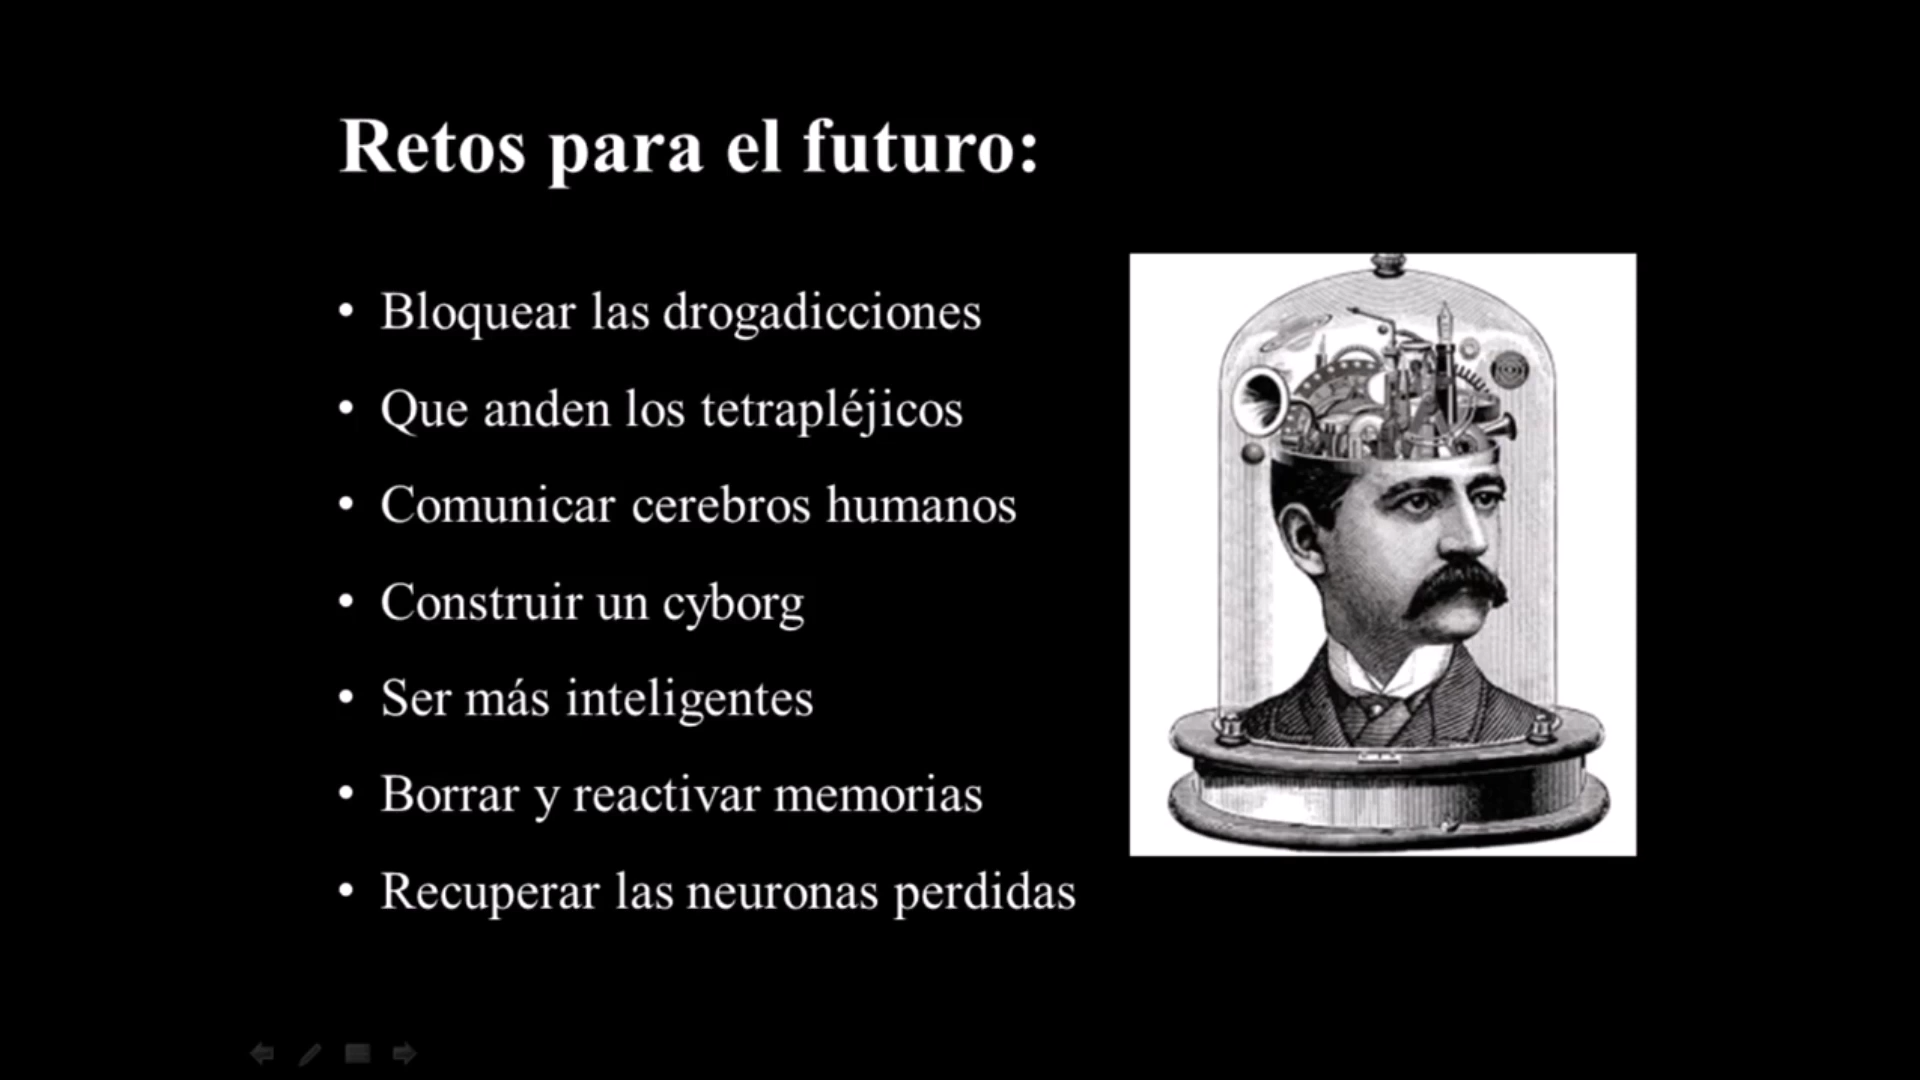 Retos para el futuro:
• Bloquear las drogadicciones
• Que anden los tetrapléjicos
• Comunicar cerebros humanos
• Construir un cyborg
• Ser más inteligentes
• Borrar y reactivar memorias
• Recuperar las neuronas perdidas